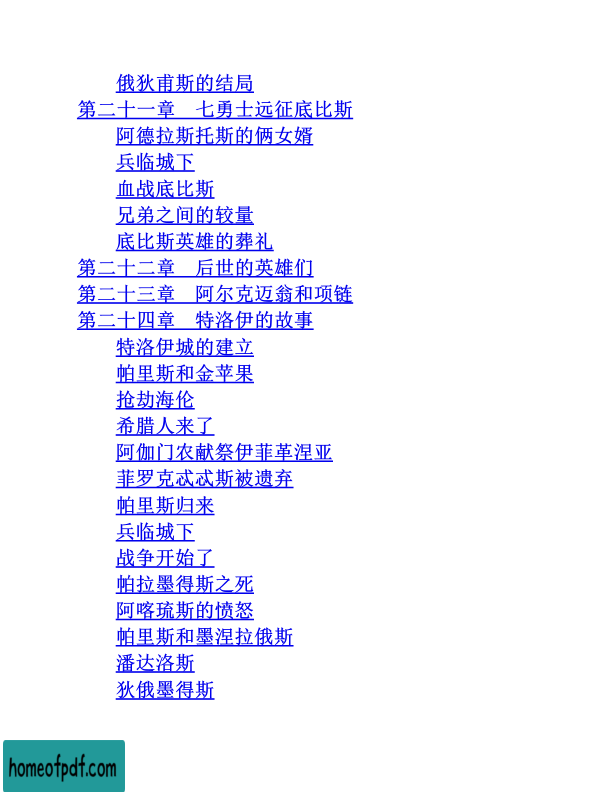 俄狄甫斯的结局
第二十一章　七勇士远征底比斯
阿德拉斯托斯的俩女婿
兵临城下
血战底比斯
兄弟之间的较量
底比斯英雄的葬礼
第二十二章　后世的英雄们
第二十三章　阿尔克迈翁和项链
第二十四章　特洛伊的故事
特洛伊城的建立
帕里斯和金苹果
抢劫海伦
希腊人来了
阿伽门农献祭伊菲革涅亚
菲罗克忒忒斯被遗弃
帕里斯归来
兵临城下
战争开始了
帕拉墨得斯之死
阿喀琉斯的愤怒
帕里斯和墨涅拉俄斯
潘达洛斯
狄俄墨得斯
homeofpdf.com